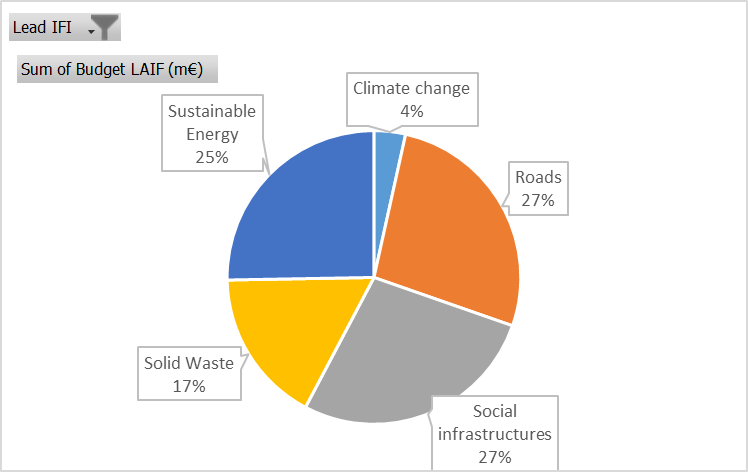 Lead IFI
Sum of Budget LAIF (m€)
Climate change
4%
Sustainable
Energy
25%
Roads
27%
Solid Waste
17%
Social
infrastructures
27%